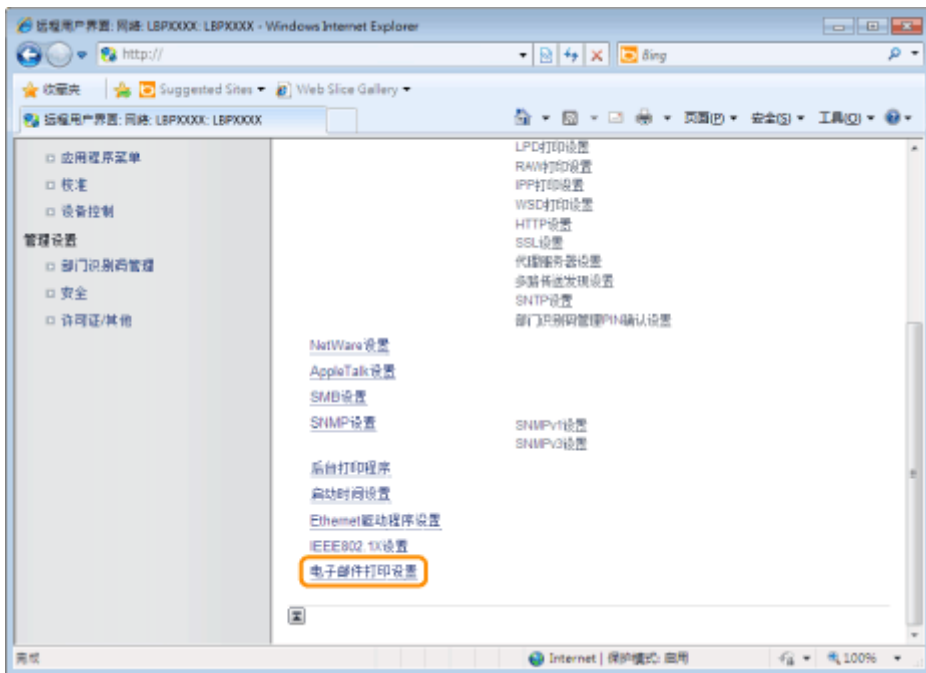 远程用户界面: 网络: LBPXXXX: LBPXXXX - Windows Internet Explorer
http://
Bing
收藏夹 Suggested Sites Web Slice Gallery
远程用户界面: 网络: LBPXXXX: LBPXXXX 页面(P) 安全(S) 工具(O)
应用程序菜单
校准
设备控制
管理设置
部门识别码管理
安全
许可证/其他
LPD打印设置
RAW打印设置
IPP打印设置
WSD打印设置
HTTP设置
SSL设置
代理服务器设置
多路传送发现设置
SNTP设置
部门识别码管理PIN确认设置
NetWare设置
AppleTalk设置
SMB设置
SNMP设置
SNMPv1设置
SNMPv3设置
后台打印程序
启动时间设置
Ethernet驱动程序设置
IEEE802.1X设置
电子邮件打印设置
完成 Internet | 保护模式: 启用 100%